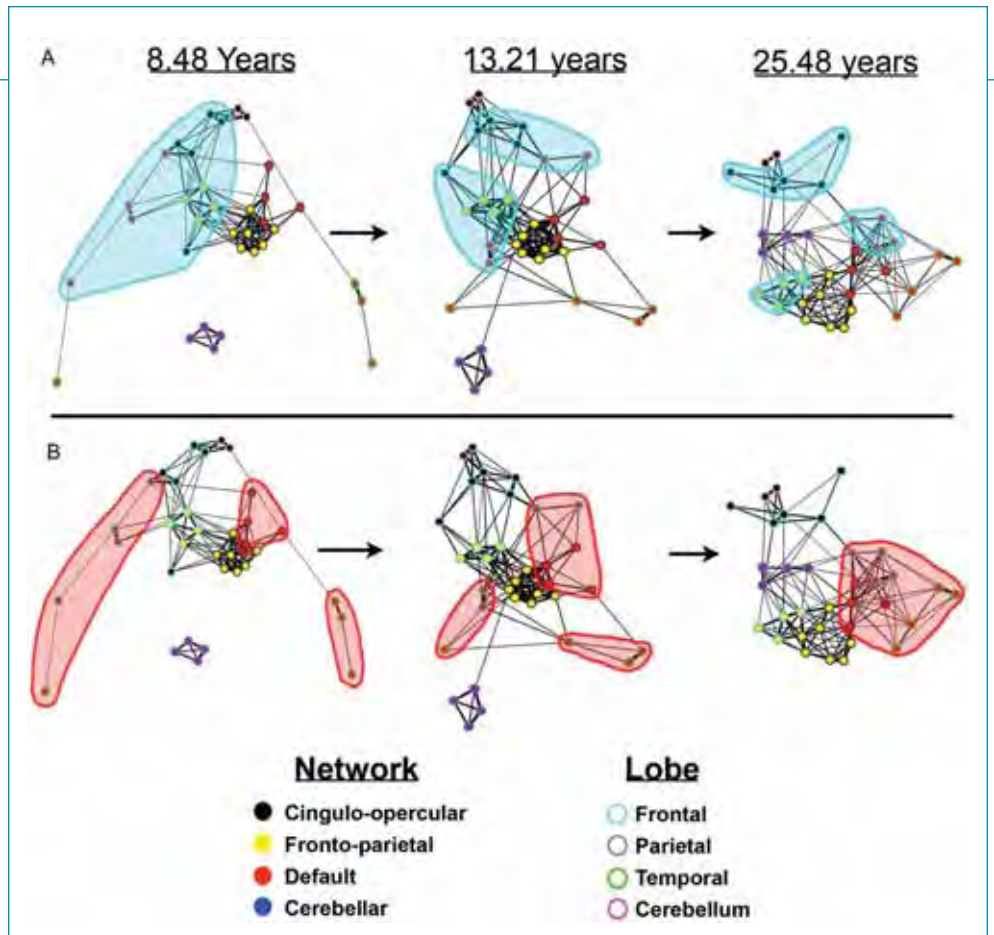 A
8.48 Years 13.21 years 25.48 years
B
Network
Cingulo-opercular
Fronto-parietal
Default
Cerebellar
Lobe
Frontal
Parietal
Temporal
Cerebellum